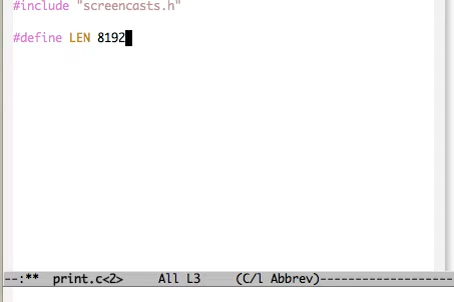 #include "screencasts.h"
#define LEN 8192
--:** print.c<2> All L3 (C/l Abbrev)-------------------